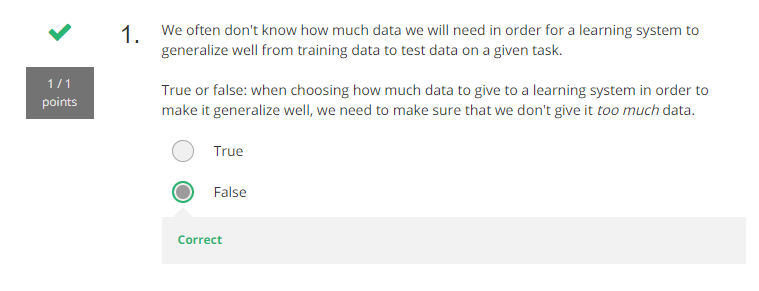 1.
We often don't know how much data we will need in order for a learning system to
generalize well from training data to test data on a given task.
1 / 1
points
True or false: when choosing how much data to give to a learning system in order to
make it generalize well, we need to make sure that we don't give it too much data.
True
False
Correct